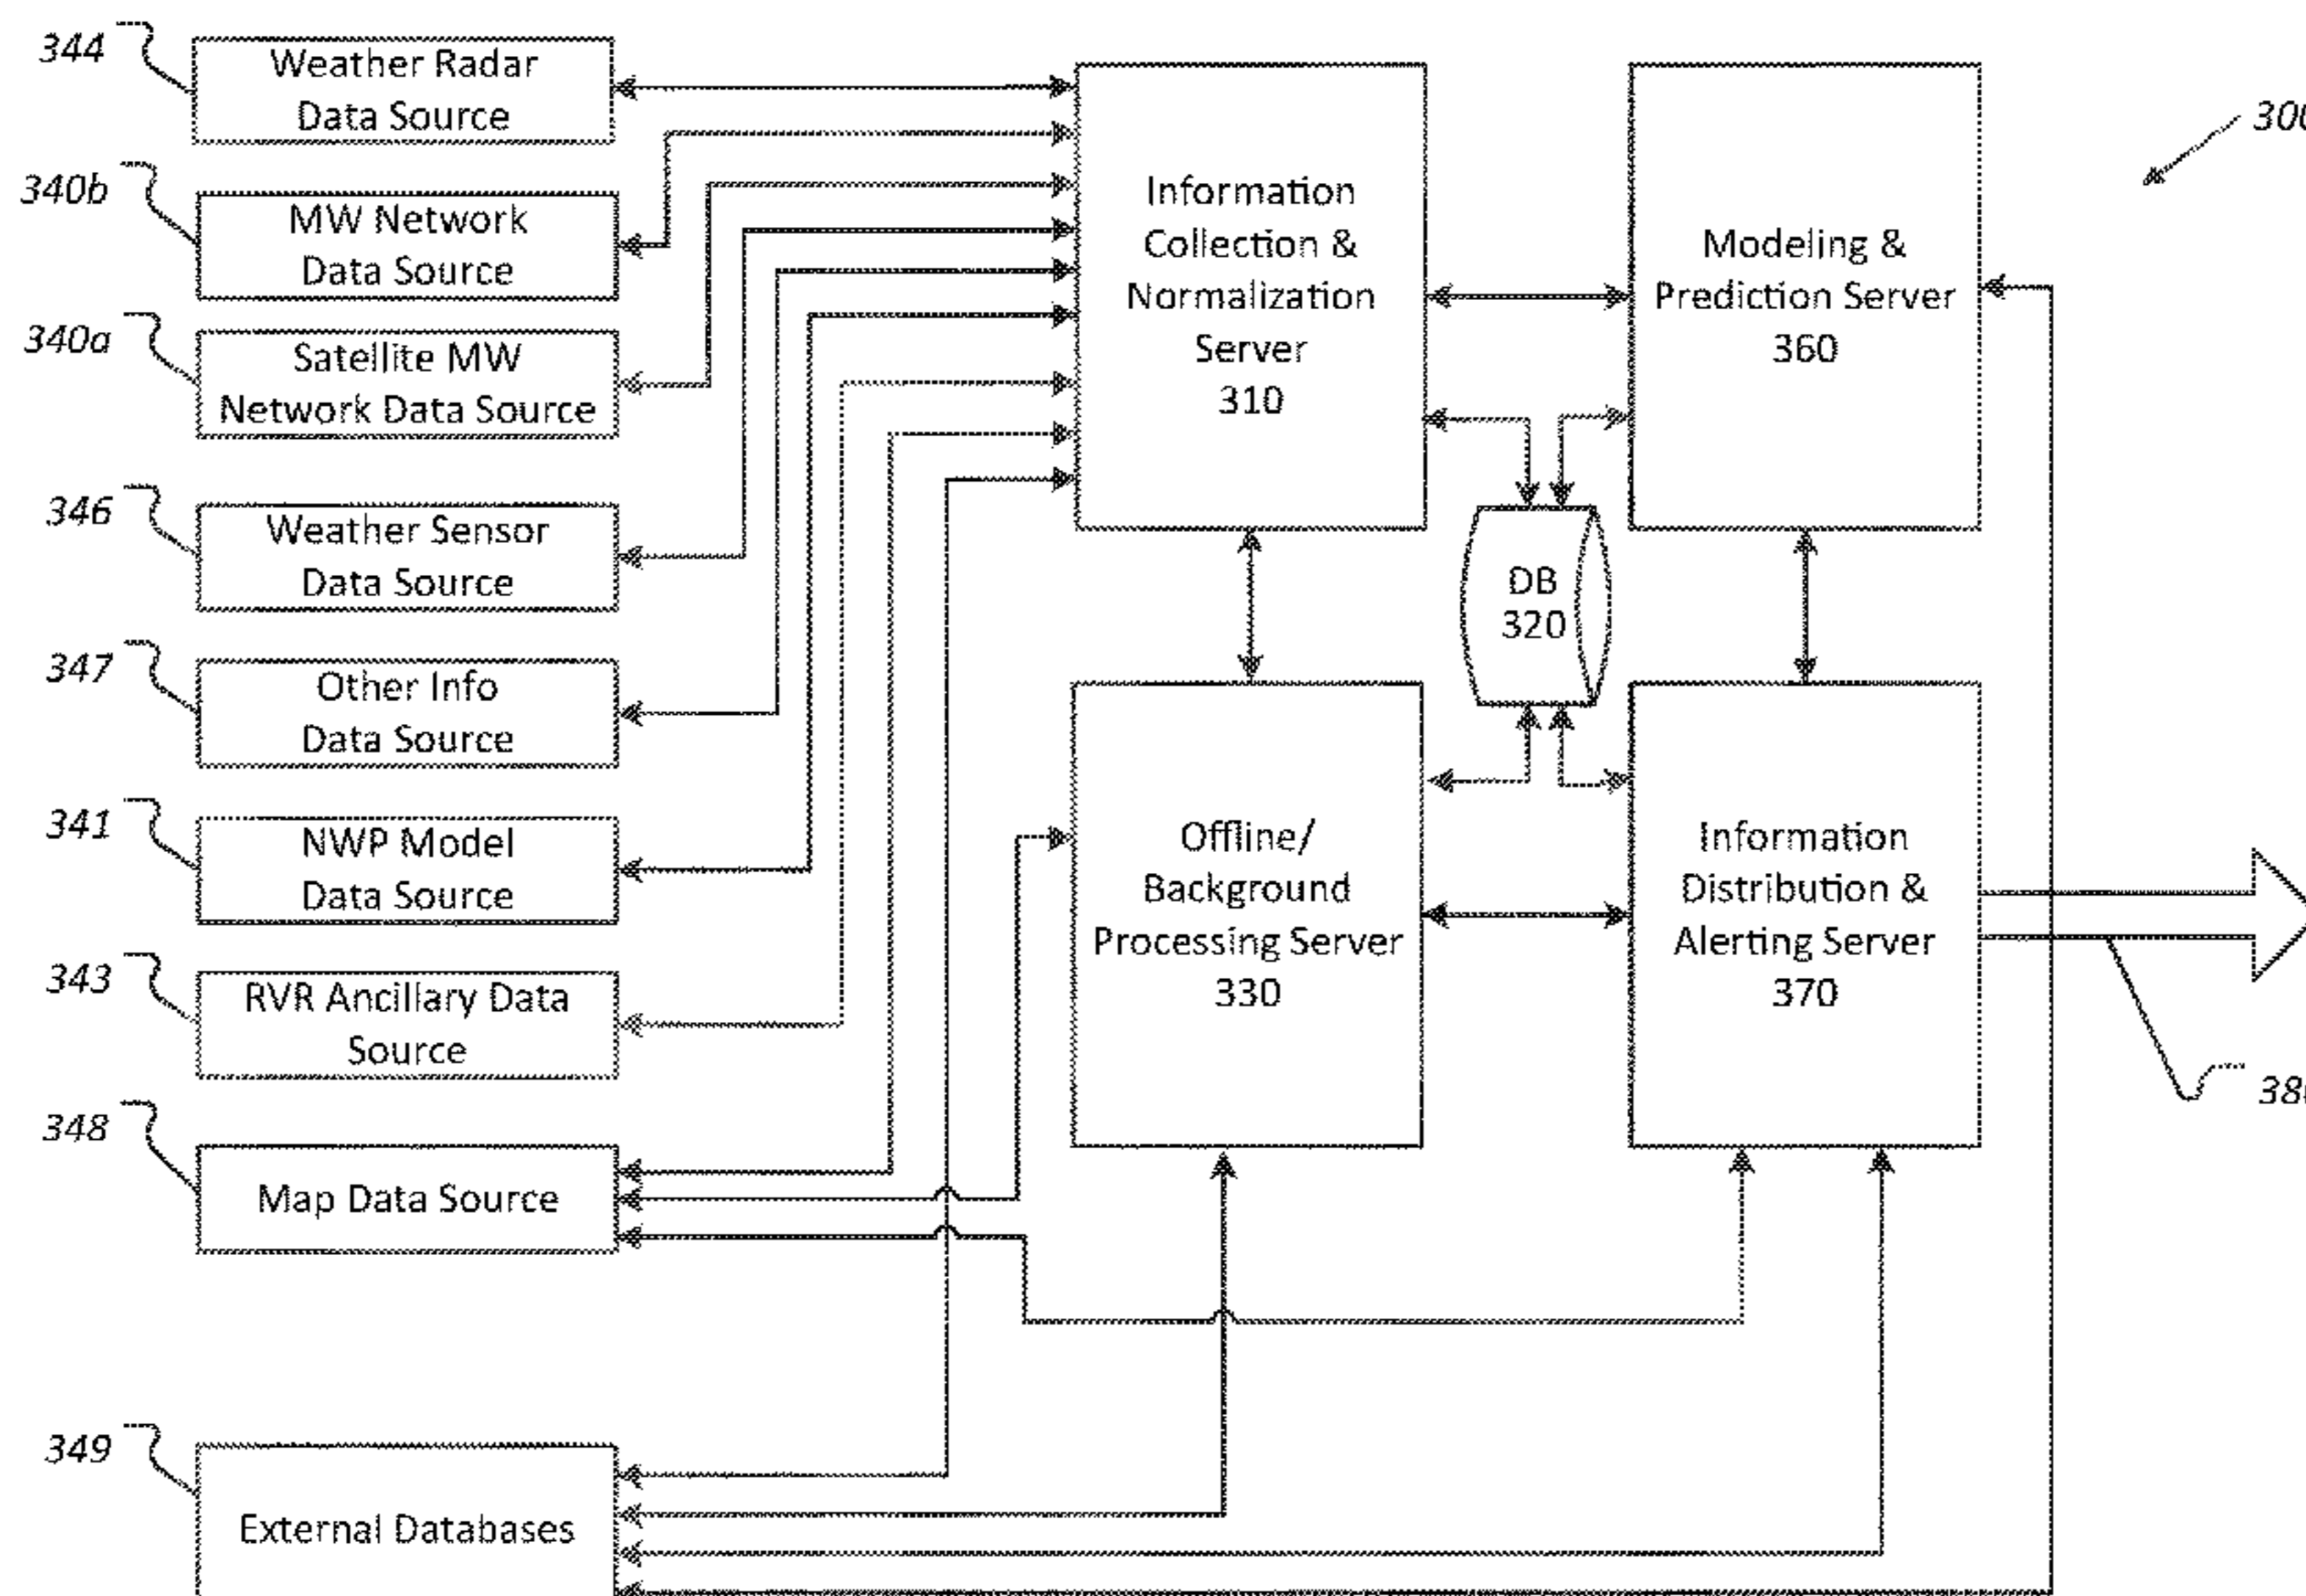 344
Weather Radar
Data Source
340b
MW Network
Data Source
340a
Satellite MW
Network Data Source
346
Weather Sensor
Data Source
347
Other Info
Data Source
341
NWP Model
Data Source
343
RVR Ancillary Data
Source
348
Map Data Source
349
External Databases
Information
Collection &
Normalization
Server
310
Modeling &
Prediction Server
360
DB
320
Offline/
Background
Processing Server
330
Information
Distribution &
Alerting Server
370
300